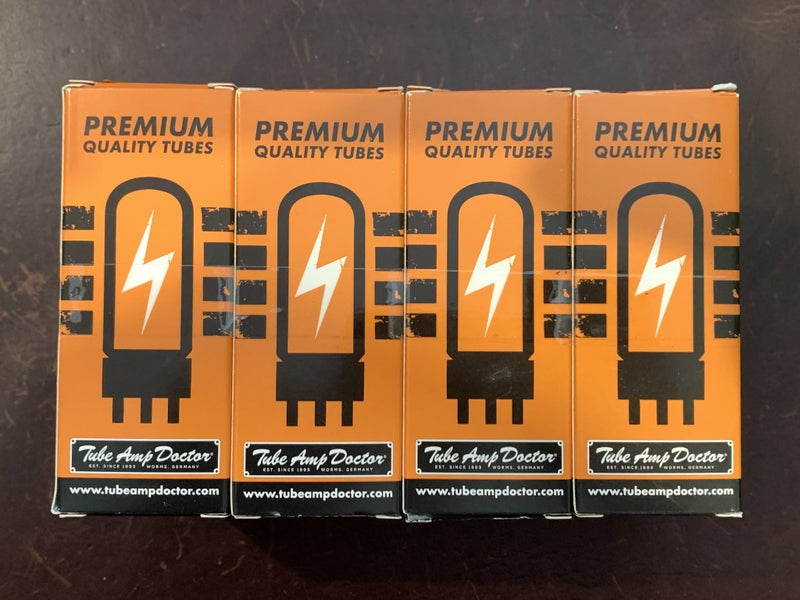 PREMIUM
QUALITY TUBES
Tube Amp Doctor
EST. SINCE 1993 WORMS, GERMANY
www.tubeampdoctor.com
PREMIUM
QUALITY TUBES
Tube Amp Doctor
EST. SINCE 1993 WORMS, GERMANY
www.tubeampdoctor.com
PREMIUM
QUALITY TUBES
Tube Amp Doctor
EST. SINCE 1993 WORMS, GERMANY
www.tubeampdoctor.com
PREMIUM
QUALITY TUBES
Tube Amp Doctor
EST. SINCE 1993 WORMS, GERMANY
www.tubeampdoctor.com